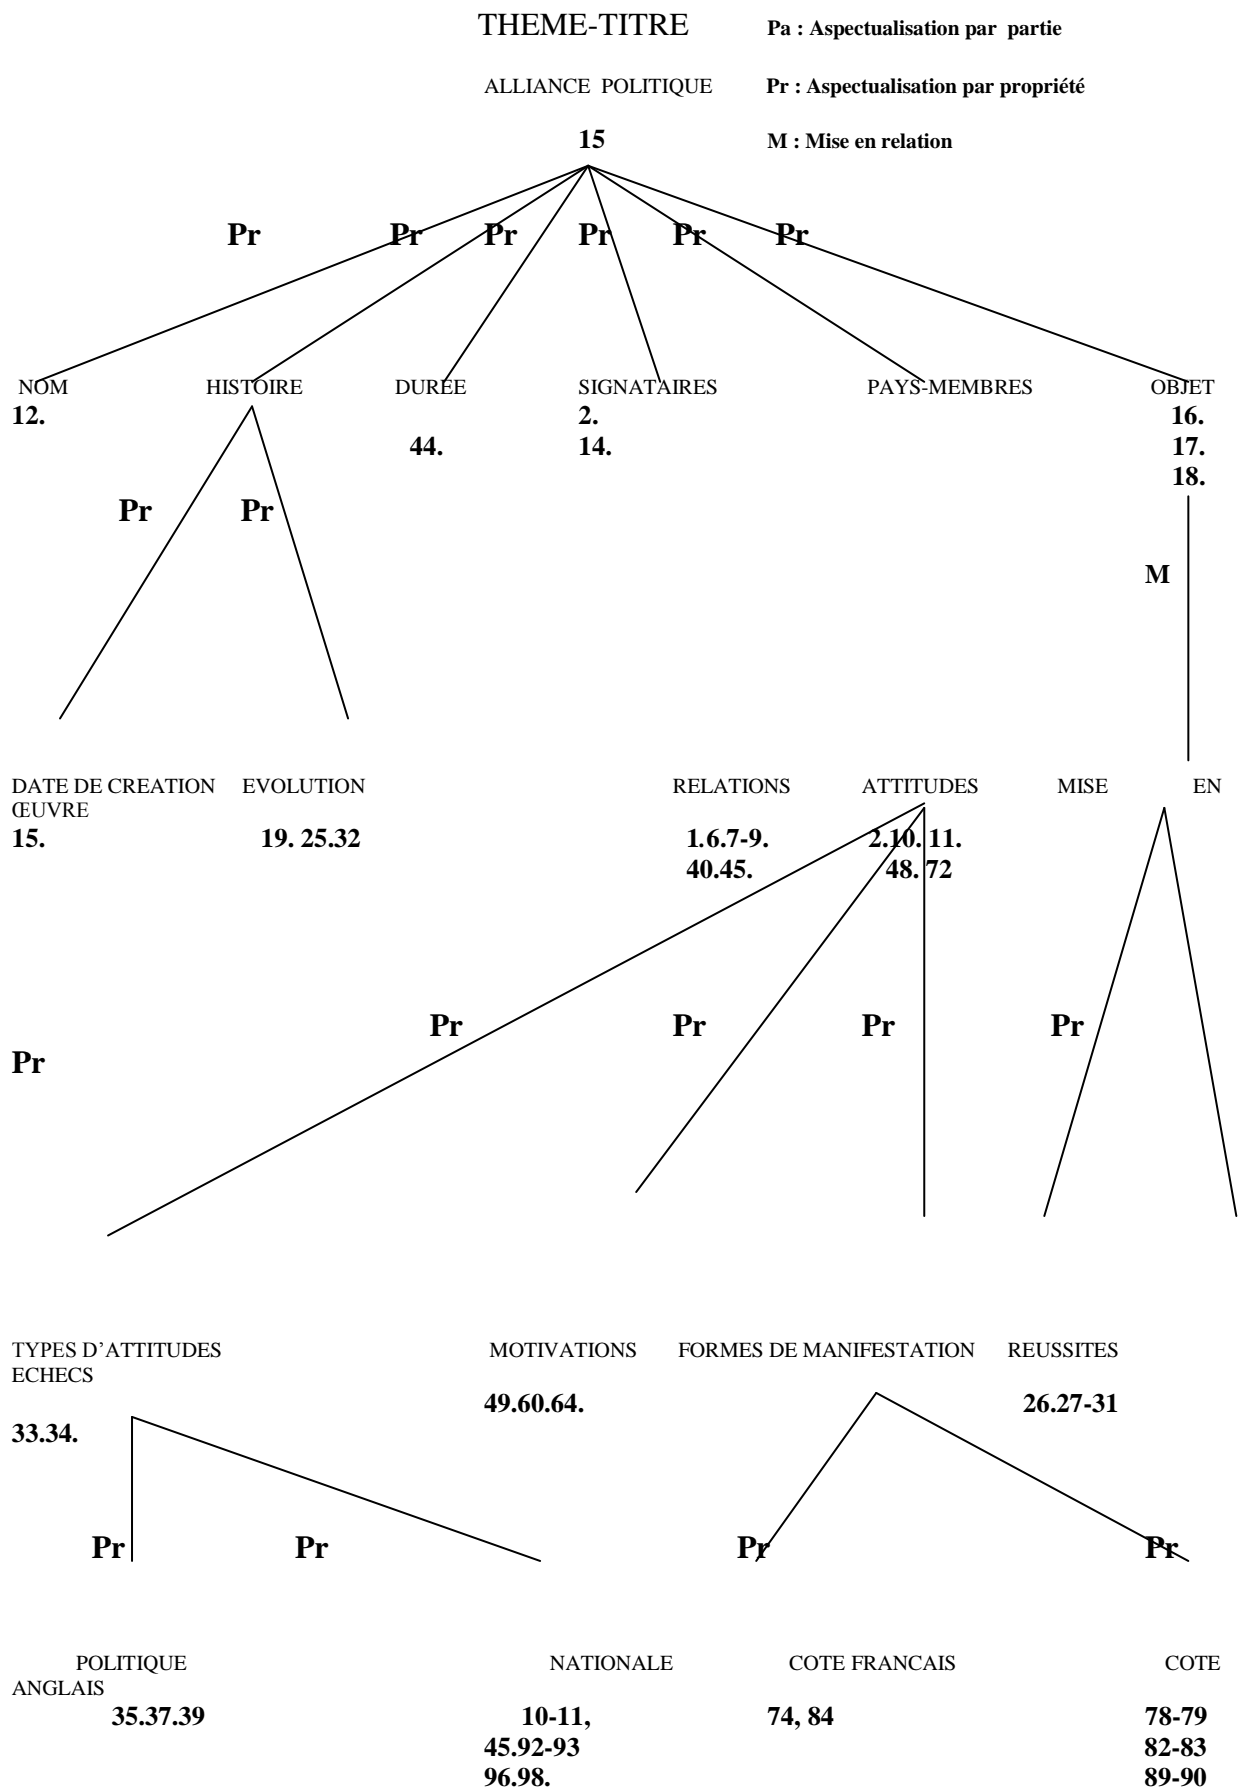 THEME-TITRE Pa : Aspectualisation par partie
ALLIANCE POLITIQUE Pr : Aspectualisation par propriété
15 M : Mise en relation
Pr Pr Pr Pr Pr Pr
NOM HISTOIRE DURÉE SIGNATAIRES PAYS-MEMBRES OBJET
12. 2. 16.
44. 14. 17.
18.
Pr Pr
M
DATE DE CREATION EVOLUTION RELATIONS ATTITUDES MISE EN
ŒUVRE
15. 19. 25.32 1.6.7-9. 2.10. 11.
40.45. 48. 72
Pr Pr Pr Pr
Pr
TYPES D’ATTITUDES MOTIVATIONS FORMES DE MANIFESTATION REUSSITES
ECHECS
49.60.64. 26.27-31
33.34.
Pr Pr Pr Pr
POLITIQUE NATIONALE COTE FRANCAIS COTE
ANGLAIS
35.37.39 10-11, 74, 84 78-79
45.92-93 82-83
96.98. 89-90